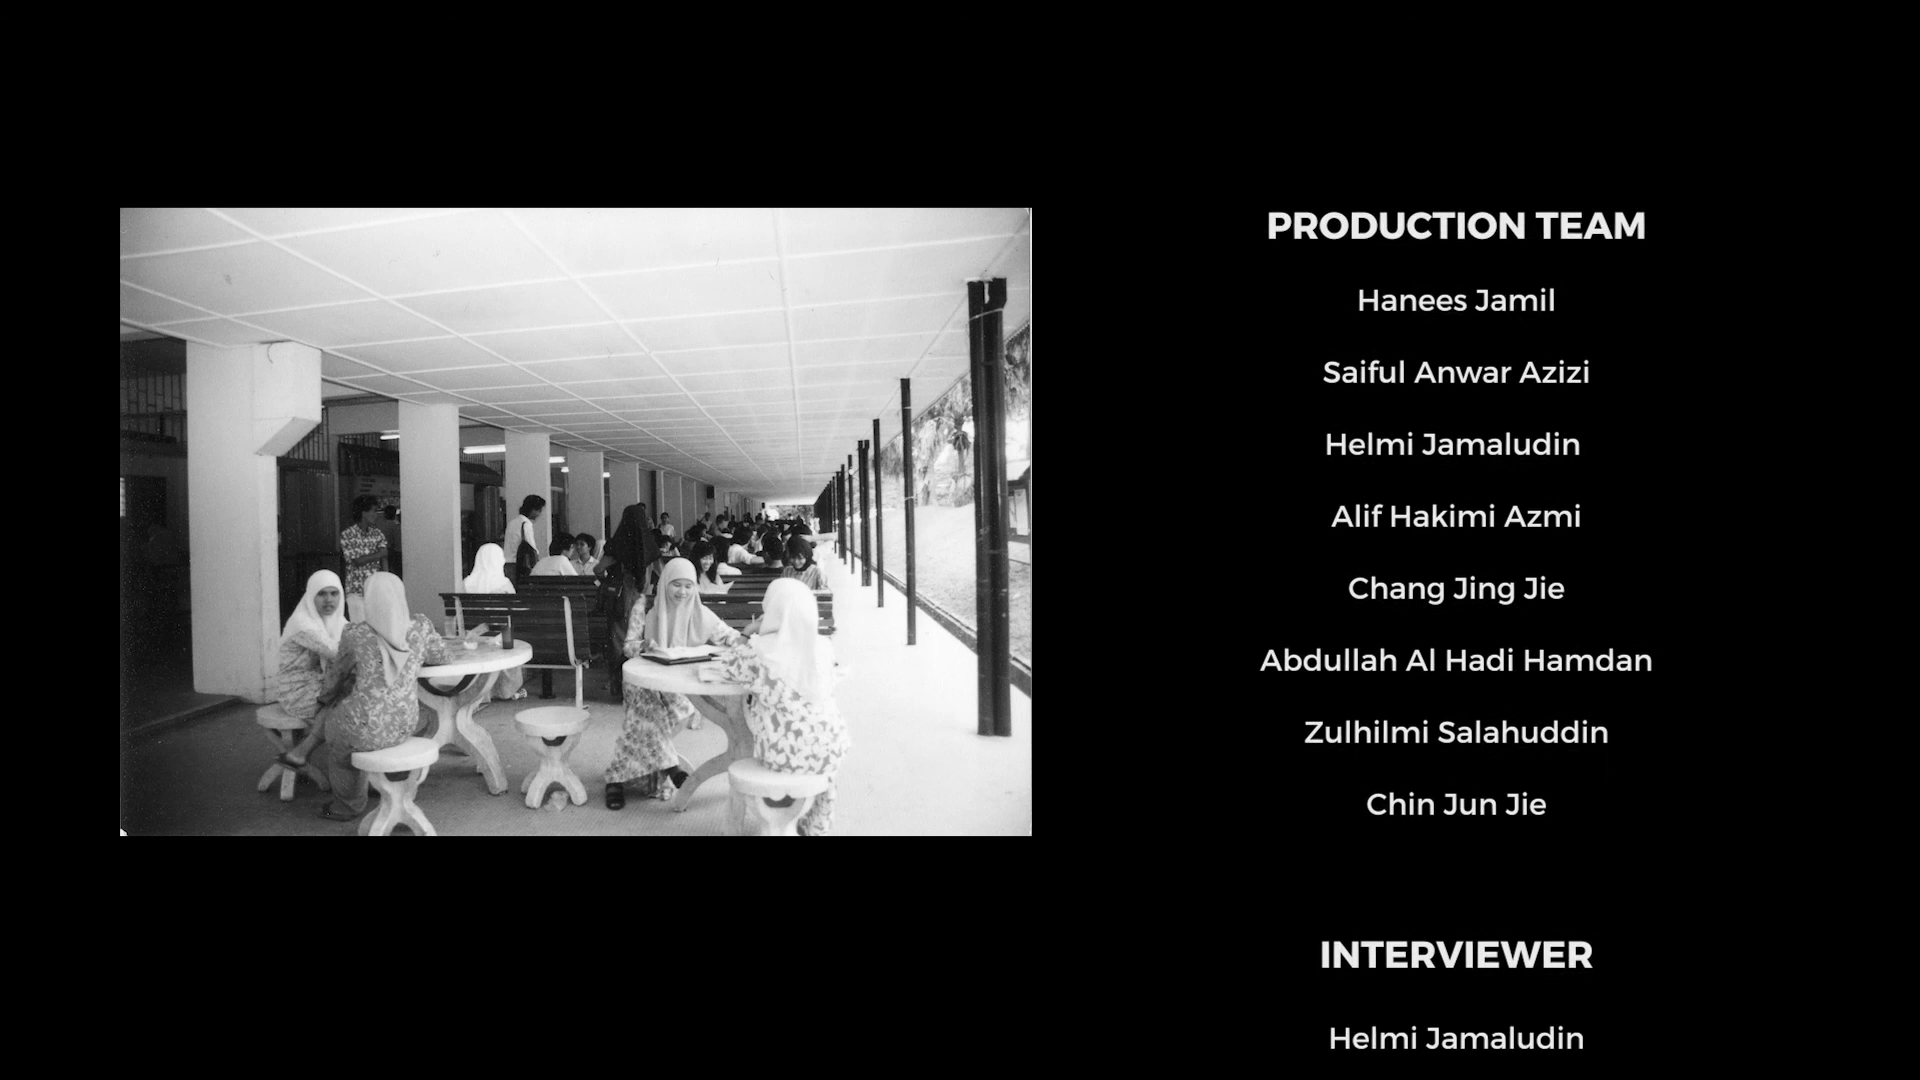 PRODUCTION TEAM
Hanees Jamil
Saiful Anwar Azizi
Helmi Jamaludin
Alif Hakimi Azmi
Chang Jing Jie
Abdullah Al Hadi Hamdan
Zulhilmi Salahuddin
Chin Jun Jie
INTERVIEWER
Helmi Jamaludin